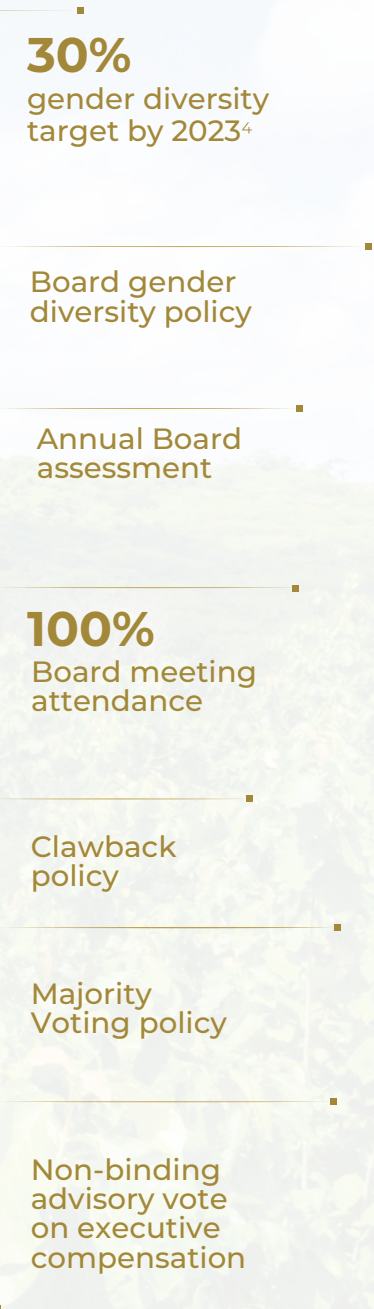 30%
gender diversity
target by 2023⁴
Board gender
diversity policy
Annual Board
assessment
100%
Board meeting
attendance
Clawback
policy
Majority
Voting policy
Non-binding
advisory vote
on executive
compensation